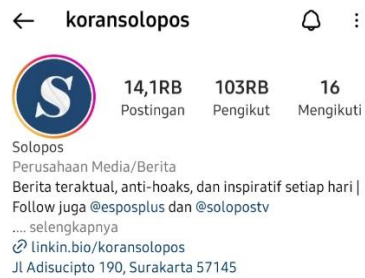 koransolopos
14,1RB 103RB 16
Postingan Pengikut Mengikuti
Solopos
Perusahaan Media/Berita
Berita teraktual, anti-hoaks, dan inspiratif setiap hari |
Follow juga @esposplus dan @solopostv
.... selengkapnya
linkin.bio/koransolopos
Jl Adisucipto 190, Surakarta 57145